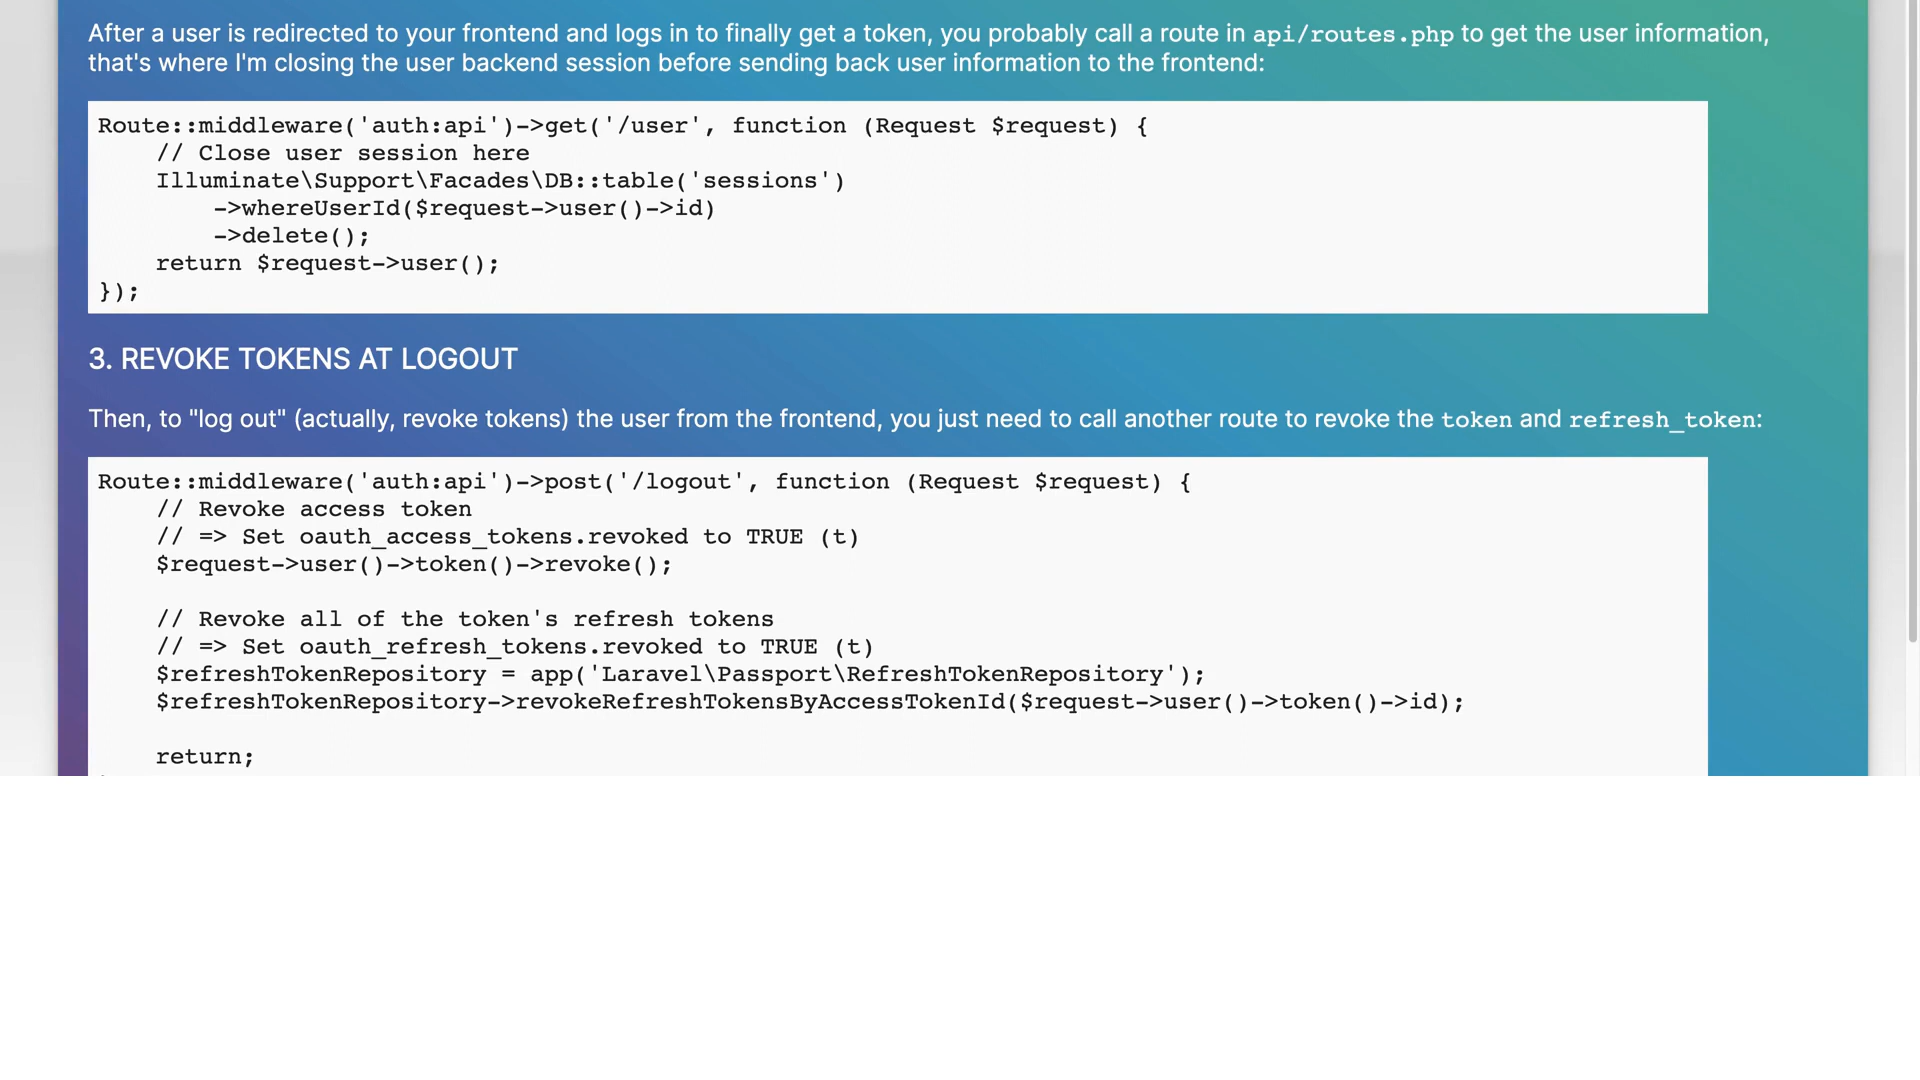 After a user is redirected to your frontend and logs in to finally get a token, you probably call a route in api/routes.php to get the user information,
that's where I'm closing the user backend session before sending back user information to the frontend:
Route::middleware('auth:api')->get('/user', function (Request $request) {
    // Close user session here
    Illuminate\Support\Facades\DB::table('sessions')
        ->whereUserId($request->user()->id)
        ->delete();
    return $request->user();
});
3. REVOKE TOKENS AT LOGOUT
Then, to "log out" (actually, revoke tokens) the user from the frontend, you just need to call another route to revoke the token and refresh_token:
Route::middleware('auth:api')->post('/logout', function (Request $request) {
    // Revoke access token
    // => Set oauth_access_tokens.revoked to TRUE (t)
    $request->user()->token()->revoke();

    // Revoke all of the token's refresh tokens
    // => Set oauth_refresh_tokens.revoked to TRUE (t)
    $refreshTokenRepository = app('Laravel\Passport\RefreshTokenRepository');
    $refreshTokenRepository->revokeRefreshTokensByAccessTokenId($request->user()->token()->id);

    return;